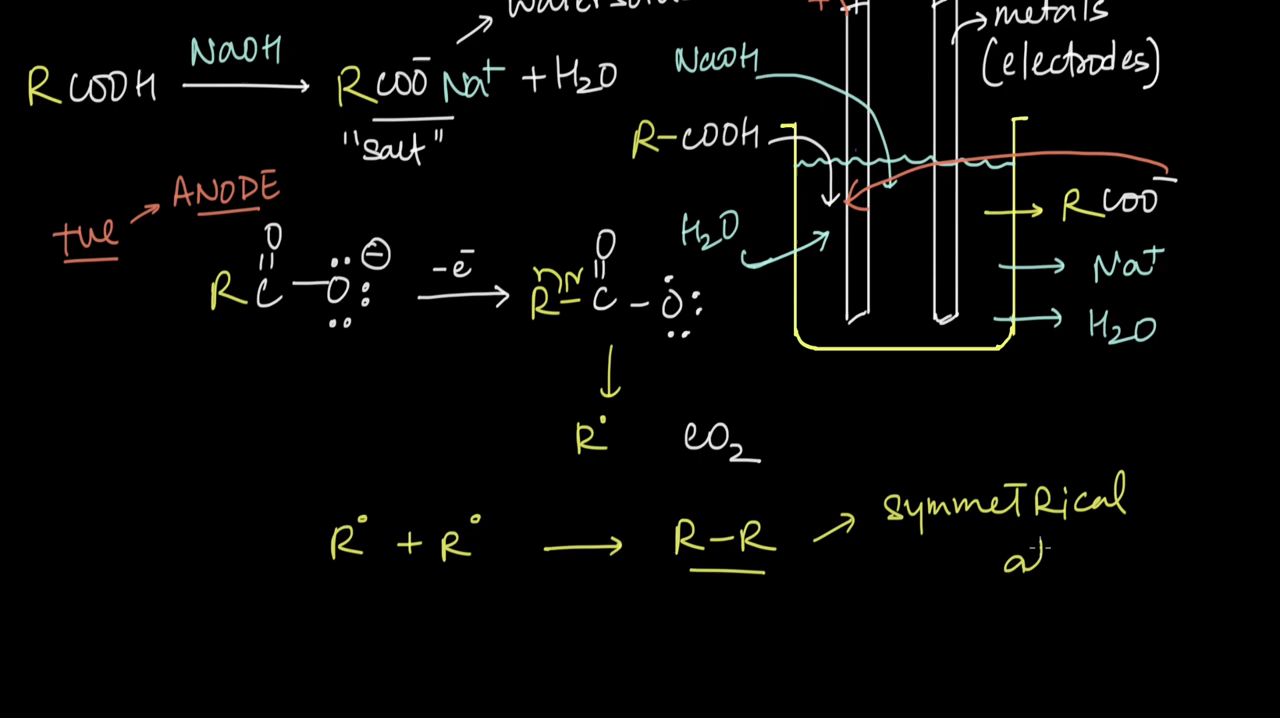 NaOH
RCOOH → RCOO⁻Na⁺ + H₂O
"salt"
metals
(electrodes)
NaOH
R-COOH
H₂O
RCOO⁻
Na⁺
H₂O
+ve → ANODE
O O
|| ||
R C — O: ⊖ -e⁻ → R — C — O:
↓
R• CO₂
R• + R• → R-R → symmeTRical